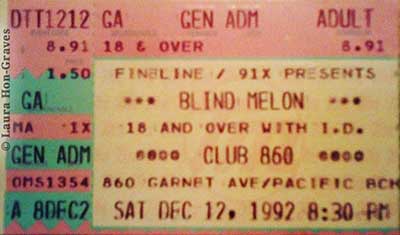 DTT1212 GA GEN ADM ADULT
8.91 18 & OVER 8.91
1.50 FINELINE / 91X PRESENTS
GA *** BLIND MELON ***
MA 1X 18 AND OVER WITH I.D.
GEN ADM CLUB 860
OMS1354 860 GARNET AVE/PACIFIC BCH
A 8DEC2 SAT DEC 12, 1992 8:30 PM
© Laura Hon-Graves